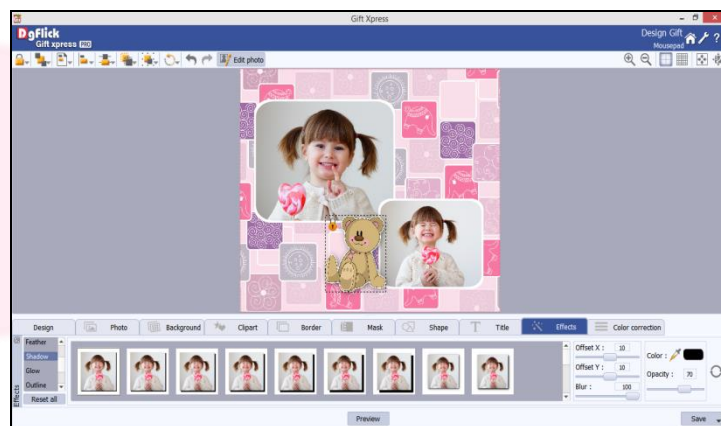 Gift Xpress
DgFlick
Gift xpress PRO
Design Gift
Mousepad
Edit photo
Design
Photo
Background
Clipart
Border
Mask
Shape
Title
Effects
Color correction
Effects
Feather
Shadow
Glow
Outline
Reset all
Offset X : 10
Offset Y : 10
Blur : 100
Color :
Opacity : 70
Preview
Save